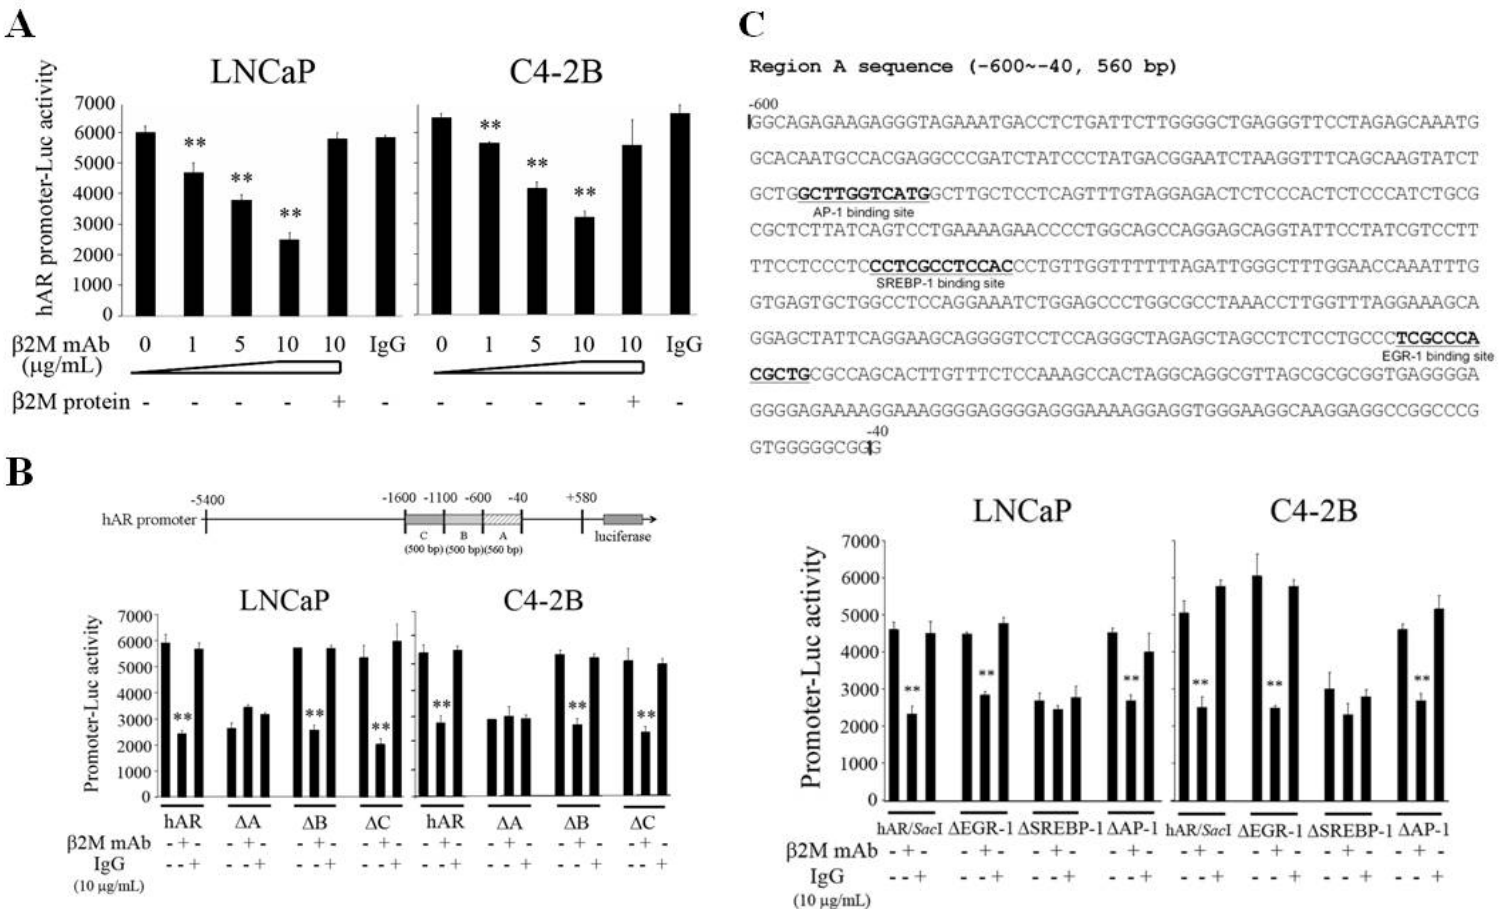 A
LNCaP
C4-2B
hAR promoter-Luc activity
7000
6000
5000
4000
3000
2000
1000
0
** ** **
** ** **
β2M mAb 0 1 5 10 10 IgG 0 1 5 10 10 IgG
(μg/mL)
β2M protein - - - - + - - - - - + -
B
-5400 -1600 -1100 -600 -40 +580
hAR promoter
C B A luciferase
(500 bp) (500 bp) (560 bp)
LNCaP
C4-2B
Promoter-Luc activity
7000
6000
5000
4000
3000
2000
1000
0
** ** **
** ** **
hAR ΔA ΔB ΔC hAR ΔA ΔB ΔC
β2M mAb - + - - + - - + - - + - - + - - + - - + - - + -
IgG - - + - - + - - + - - + - - + - - + - - + - - +
(10 μg/mL)
C
Region A sequence (-600~-40, 560 bp)
-600
GGCAGAGAAGAGGGTAGAAATGACCTCTGATTCTTGGGGCTGAGGGTTCCTAGAGCAAATG
GCACAATGCCACGAGGCCCGATCTATCCCTATGACGGAATCTAAGGTTTCAGCAAGTATCT
GCTGGCTTGGTCATGGCTTGCTCCTCAGTTTGTAGGAGACTCTCCCACTCTCCCATCTGCG
AP-1 binding site
CGCTCTTATCAGTCCTGAAAAGAACCCCTGGCAGCCAGGAGCAGGTATTCCTATCGTCCTT
TTCCTCCCTCCCTCGCCTCCACCCTGTTGGTTTTTTAGATTGGGCTTTGGAACCAAATTTG
SREBP-1 binding site
GTGAGTGCTGGCCTCCAGGAAATCTGGAGCCCTGGCGCCTAAACCTTGGTTTAGGAAAGCA
GGAGCTATTCAGGAAGCAGGGGTCCTCCAGGGCTAGAGCTAGCCTCTCCTGCCCTCGCCCA
EGR-1 binding site
CGCTGCGCCAGCACTTGTTTCTCCAAAGCCACTAGGCAGGCGTTAGCGCGCGGTGAGGGGA
GGGGAGAAAAGGAAAGGGGAGGGGAGGGAAAAGGAGGTGGGAAGGCAAGGAGGCCGGCCCG
-40
GTGGGGGCGGG
LNCaP
C4-2B
Promoter-Luc activity
7000
6000
5000
4000
3000
2000
1000
0
** ** **
** ** **
hAR/SacI ΔEGR-1 ΔSREBP-1 ΔAP-1 hAR/SacI ΔEGR-1 ΔSREBP-1 ΔAP-1
β2M mAb - + - - + - - + - - + - - + - - + - - + - - + -
IgG - - + - - + - - + - - + - - + - - + - - + - - +
(10 μg/mL)